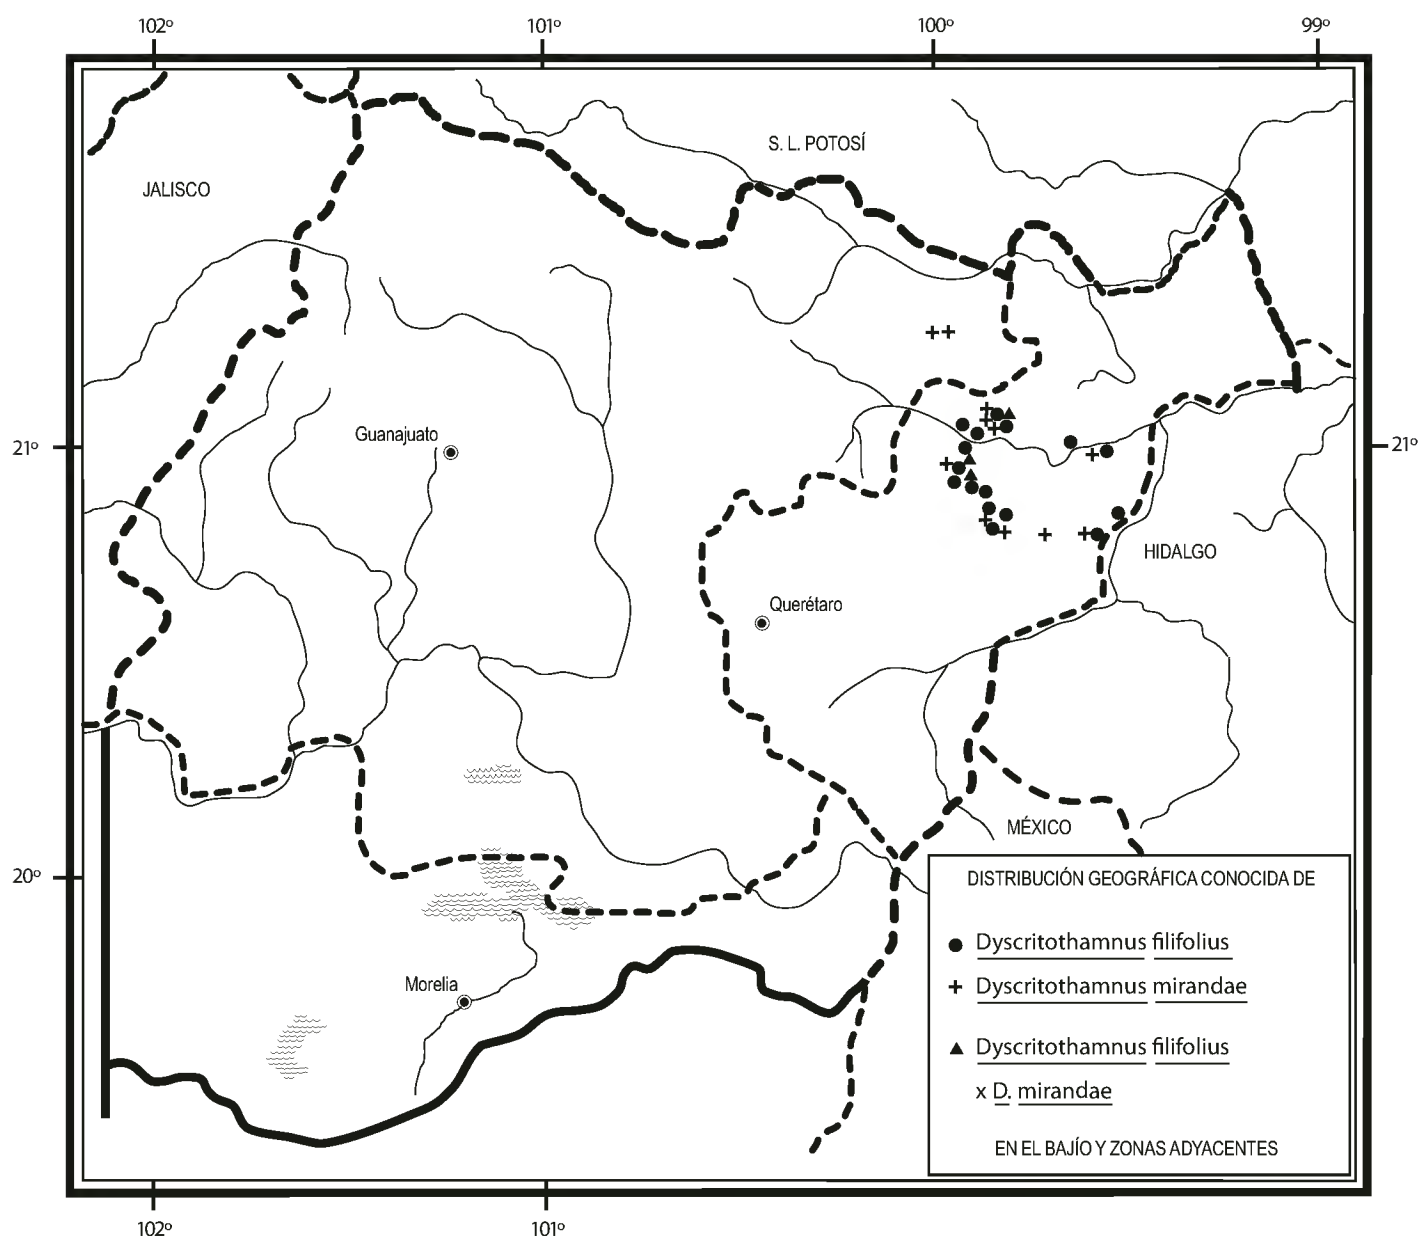 102º 101º 100º 99º
S. L. POTOSÍ
JALISCO
Guanajuato
21º 21º
HIDALGO
Querétaro
MÉXICO
20º
DISTRIBUCIÓN GEOGRÁFICA CONOCIDA DE
Dyscritothamnus filifolius
Dyscritothamnus mirandae
Morelia
Dyscritothamnus filifolius
x D. mirandae
EN EL BAJÍO Y ZONAS ADYACENTES
102º 101º